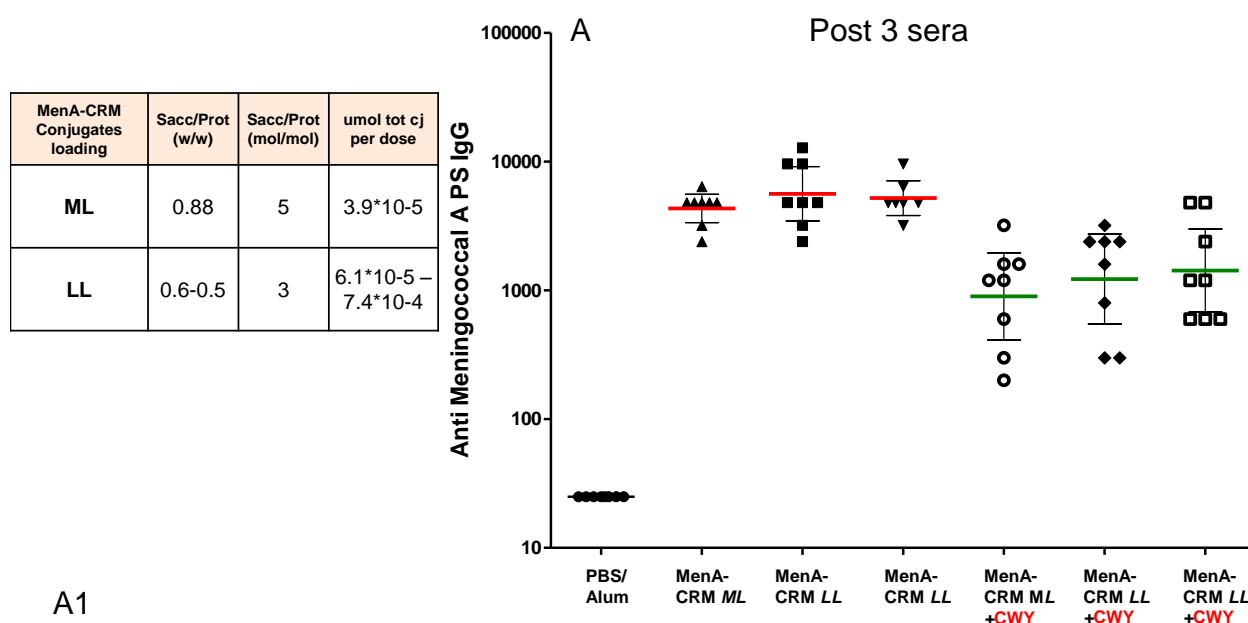 A
Post 3 sera
MenA-CRM
Conjugates
loading
Sacc/Prot
(w/w)
Sacc/Prot
(mol/mol)
umol tot cj
per dose
ML
0.88
5
3.9*10-5
LL
0.6-0.5
3
6.1*10-5 –
7.4*10-4
Anti Meningococcal A PS IgG
100000
10000
1000
100
10
PBS/
Alum
MenA-
CRM ML
MenA-
CRM LL
MenA-
CRM LL
MenA-
CRM ML
+CWY
MenA-
CRM LL
+CWY
MenA-
CRM LL
+CWY
A1